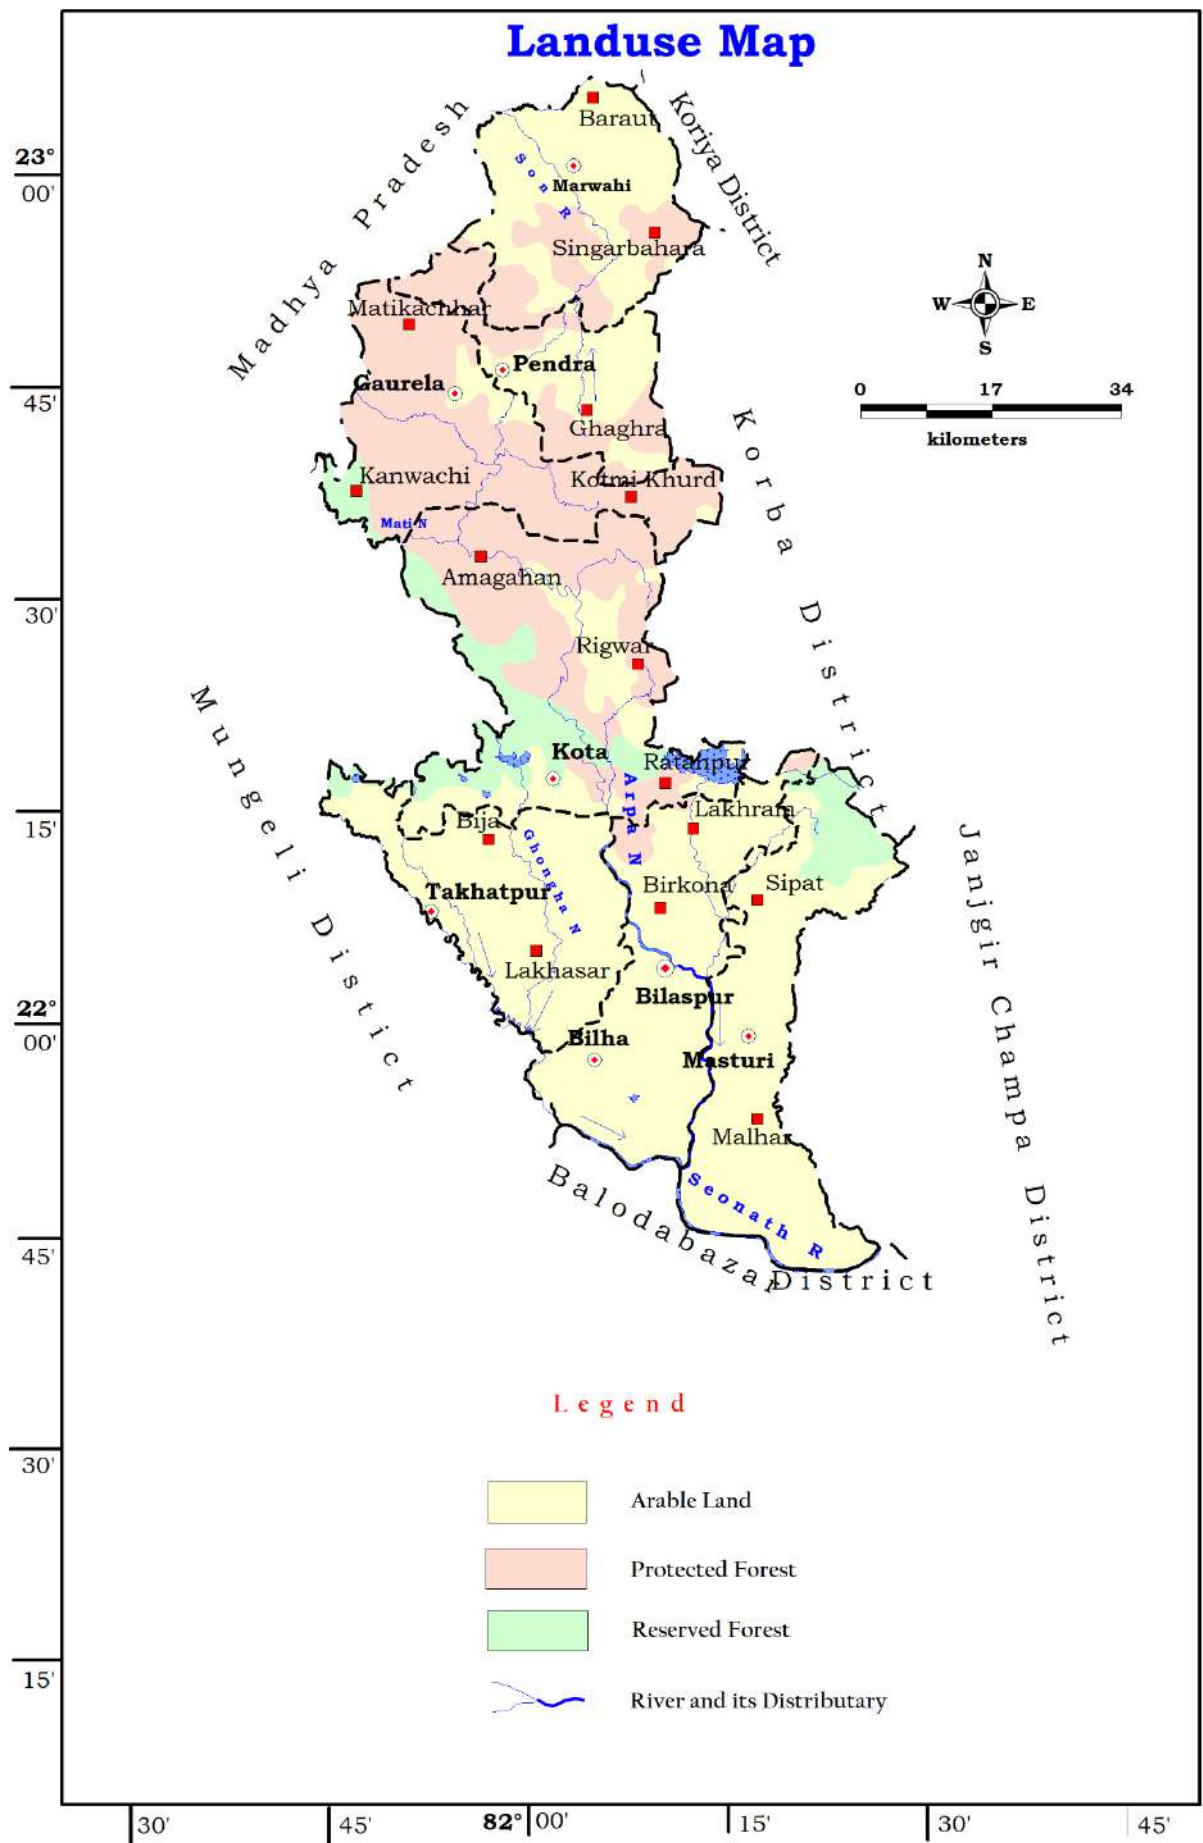 Landuse Map
Madhya Pradesh
Koriya District
Baraut
23°
00'
Son R
Marwahi
Singarbahara
N
W E
S
Matikachhar
Pendra
Gaurela
45'
0 17 34
kilometers
Ghaghra
Korba District
Kanwachi
Kotmi Khurd
Mati N
Amagahan
30'
Rigwar
Mungeli Distict
Kota
Ratanpur
Arpa N
15'
Lakhram
Bija
Ghongha N
Janjgir Champa District
Birkona
Sipat
Takhatpur
Lakhasar
Bilaspur
22°
00'
Bilha
Masturi
Malhar
Seonath R
Balodabazar District
45'
Legend
30'
Arable Land
Protected Forest
Reserved Forest
15'
River and its Distributary
30' 45' 82° 00' 15' 30' 45'